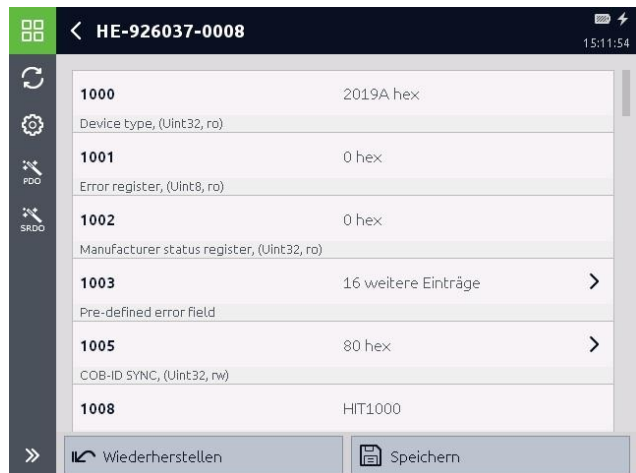 HE-926037-0008
15:11:54
1000 2019A hex
Device type, (Uint32, ro)
1001 0 hex
Error register, (Uint8, ro)
PDO
1002 0 hex
SRDO
Manufacturer status register, (Uint32, ro)
1003 16 weitere Einträge
Pre-defined error field
1005 80 hex
COB-ID SYNC, (Uint32, rw)
1008 HIT1000
Wiederherstellen Speichern